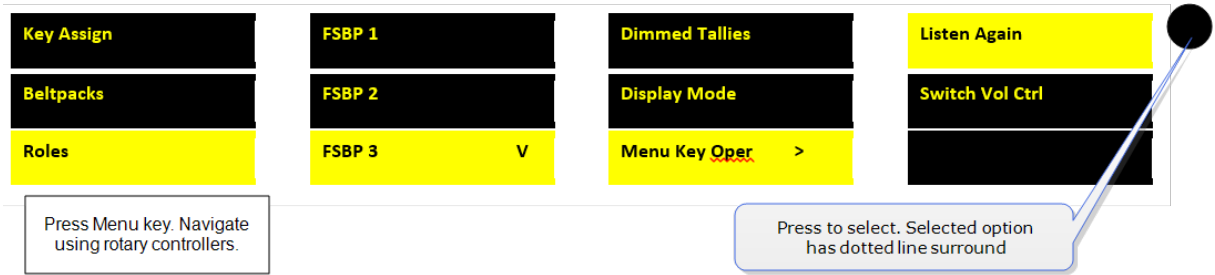 Key Assign
Beltpacks
Roles
FSBP 1
FSBP 2
FSBP 3 V
Dimmed Tallies
Display Mode
Menu Key Oper >
Listen Again
Switch Vol Ctrl
Press Menu key. Navigate
using rotary controllers.
Press to select. Selected option
has dotted line surround